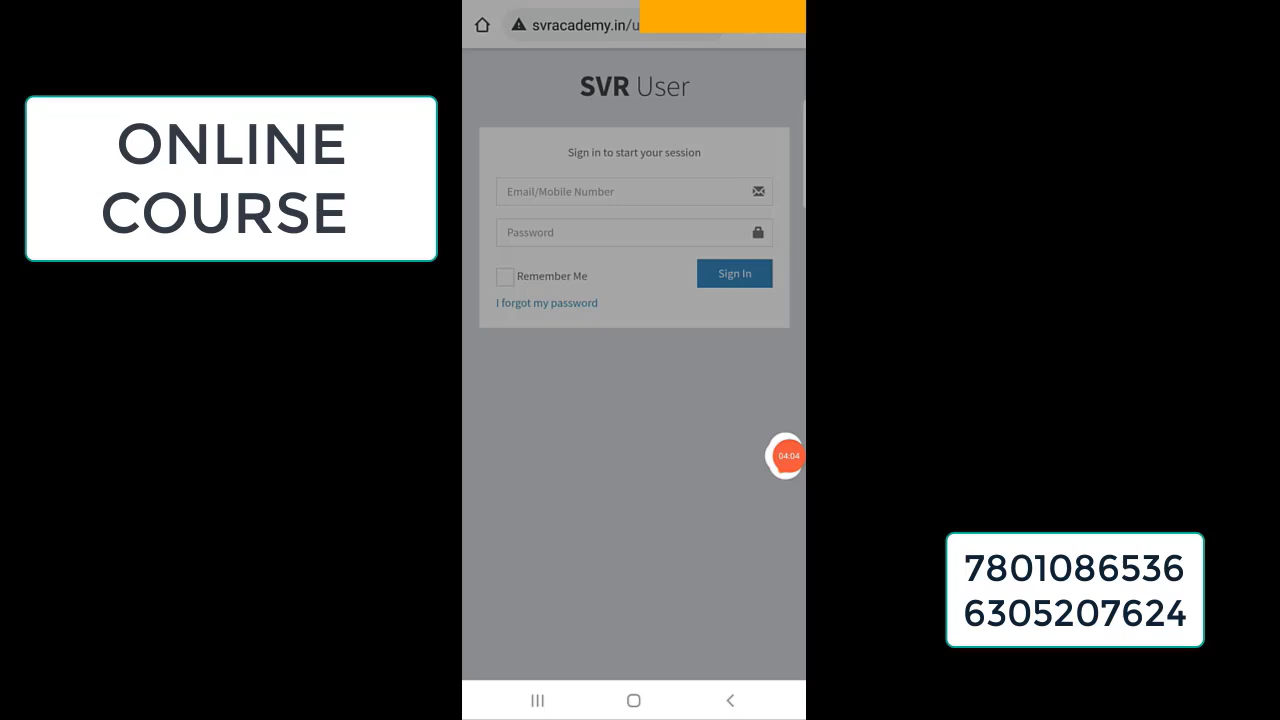 svracademy.in/u
ONLINE
COURSE
SVR User
Sign in to start your session
Email/Mobile Number
Password
Remember Me
Sign In
I forgot my password
04:04
7801086536
6305207624